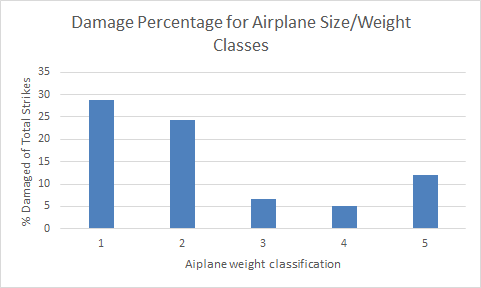 Damage Percentage for Airplane Size/Weight
Classes
% Damaged of Total Strikes
35
30
25
20
15
10
5
0
1 2 3 4 5
Aiplane weight classification